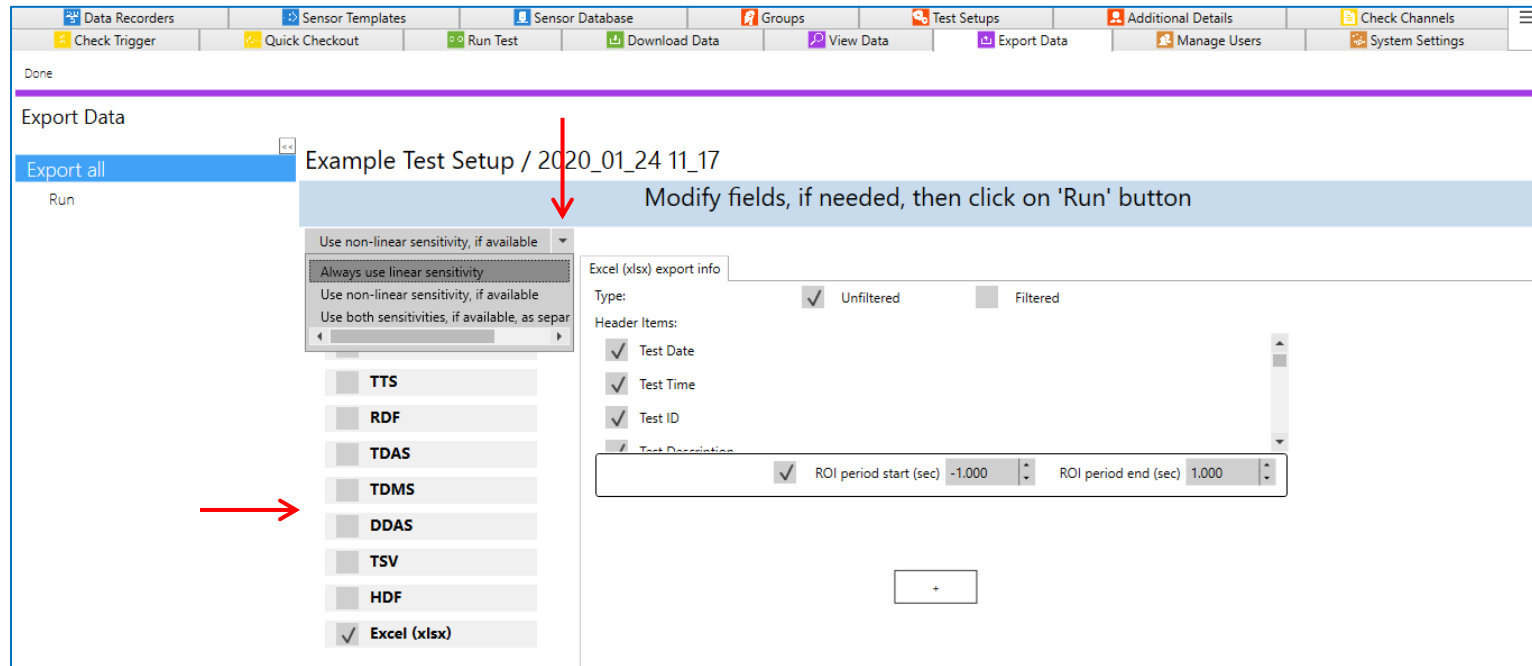 Data Recorders Sensor Templates Sensor Database Groups Test Setups Additional Details Check Channels
Check Trigger Quick Checkout Run Test Download Data View Data Export Data Manage Users System Settings
Done
Export Data
<<
Export all
Run
Example Test Setup / 2020_01_24 11_17
Modify fields, if needed, then click on 'Run' button
Use non-linear sensitivity, if available
Always use linear sensitivity
Use non-linear sensitivity, if available
Use both sensitivities, if available, as separ
TTS
RDF
TDAS
TDMS
DDAS
TSV
HDF
Excel (xlsx)
Excel (xlsx) export info
Type: Unfiltered Filtered
Header Items:
Test Date
Test Time
Test ID
Test Description
ROI period start (sec) -1.000 ROI period end (sec) 1.000
+